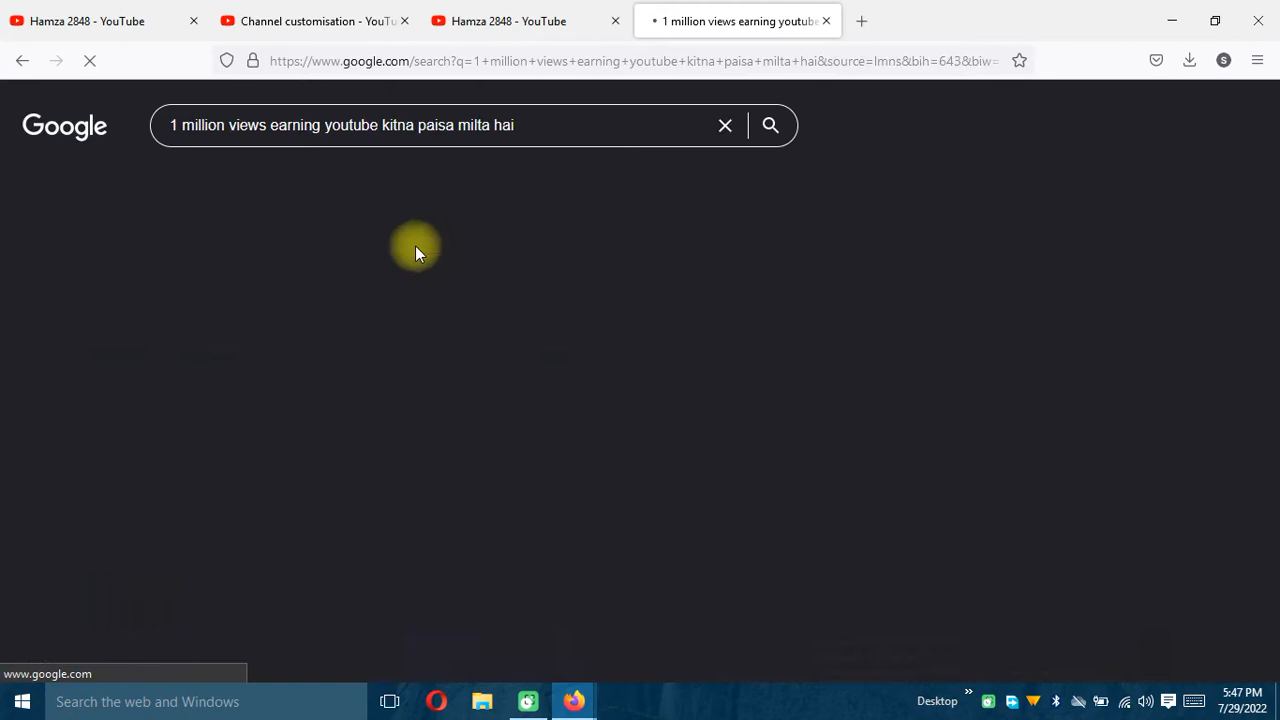 Hamza 2848 - YouTube
Channel customisation - YouTu
Hamza 2848 - YouTube
1 million views earning youtube
https://www.google.com/search?q=1+million+views+earning+youtube+kitna+paisa+milta+hai&source=lmns&bih=643&biw=
S
Google
1 million views earning youtube kitna paisa milta hai
www.google.com
Search the web and Windows
Desktop
5:47 PM
7/29/2022